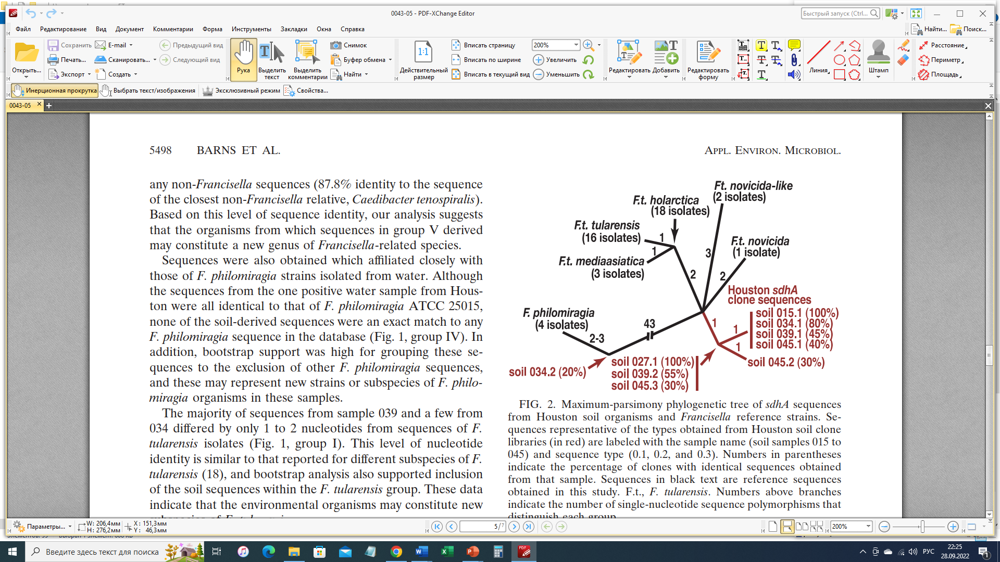 0043-05 - PDF-XChange Editor
Быстрый запуск (Ctrl...
Файл Редактирование Вид Документ Комментарии Форма Инструменты Закладки Окна Справка
Найти... Поиск...
Открыть...
Сохранить E-mail
Печать... Сканировать...
Экспорт Создать
Предыдущий вид
Следующий вид
Рука
Выделить
текст
Выделить
комментарии
Снимок
Буфер обмена
Найти
1:1
Действительный
размер
Вписать страницу
Вписать по ширине
Вписать в текущий вид
200%
Увеличить
Уменьшить
Редактировать Добавить
Редактировать
форму
Линия
Штамп
Расстояние
Периметр
Площадь
Инерционная прокрутка Выбрать текст/изображения Эксклюзивный режим Свойства...
0043-05
5498 BARNS ET AL. APPL. ENVIRON. MICROBIOL.
any non-Francisella sequences (87.8% identity to the sequence
of the closest non-Francisella relative, Caedibacter tenospiralis).
Based on this level of sequence identity, our analysis suggests
that the organisms from which sequences in group V derived
may constitute a new genus of Francisella-related species.
Sequences were also obtained which affiliated closely with
those of F. philomiragia strains isolated from water. Although
the sequences from the one positive water sample from Hous-
ton were all identical to that of F. philomiragia ATCC 25015,
none of the soil-derived sequences were an exact match to any
F. philomiragia sequence in the database (Fig. 1, group IV). In
addition, bootstrap support was high for grouping these se-
quences to the exclusion of other F. philomiragia sequences,
and these may represent new strains or subspecies of F. philo-
miragia organisms in these samples.
The majority of sequences from sample 039 and a few from
034 differed by only 1 to 2 nucleotides from sequences of F.
tularensis isolates (Fig. 1, group I). This level of nucleotide
identity is similar to that reported for different subspecies of F.
tularensis (18), and bootstrap analysis also supported inclusion
of the soil sequences within the F. tularensis group. These data
indicate that the environmental organisms may constitute new
Ft. novicida-like
(2 isolates)
F.t. holarctica
(18 isolates)
F.t. tularensis
(16 isolates)
1
1
F.t. mediaasiatica
(3 isolates)
F.t. novicida
(1 isolate)
3
2
2
Houston sdhA
clone sequences
soil 015.1 (100%)
soil 034.1 (80%)
soil 039.1 (45%)
soil 045.1 (40%)
F. philomiragia
(4 isolates)
43
2-3
1
1
1
soil 045.2 (30%)
soil 034.2 (20%)
soil 027.1 (100%)
soil 039.2 (55%)
soil 045.3 (30%)
FIG. 2. Maximum-parsimony phylogenetic tree of sdhA sequences
from Houston soil organisms and Francisella reference strains. Se-
quences representative of the types obtained from Houston soil clone
libraries (in red) are labeled with the sample name (soil samples 015 to
045) and sequence type (0.1, 0.2, and 0.3). Numbers in parentheses
indicate the percentage of clones with identical sequences obtained
from that sample. Sequences in black text are reference sequences
obtained in this study. F.t., F. tularensis. Numbers above branches
indicate the number of single-nucleotide sequence polymorphisms that
distinguish each group.
Параметры...
W: 206,4мм
H: 276,2мм
X: 151,3мм
Y: 46,3мм
5/7
200%
Введите здесь текст для поиска
РУС
22:25
28.09.2022
1